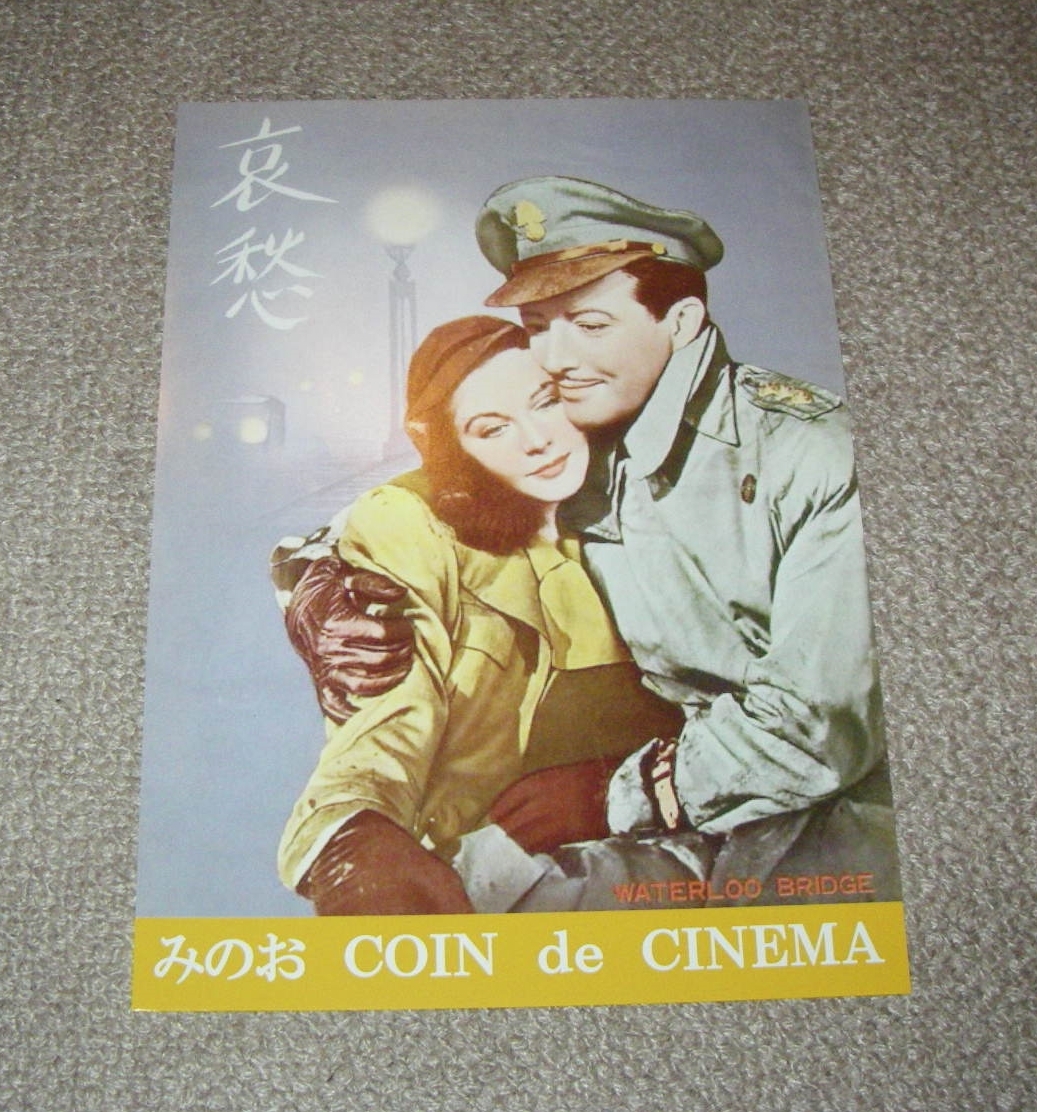 哀愁
WATERLOO BRIDGE
みのお COIN de CINEMA